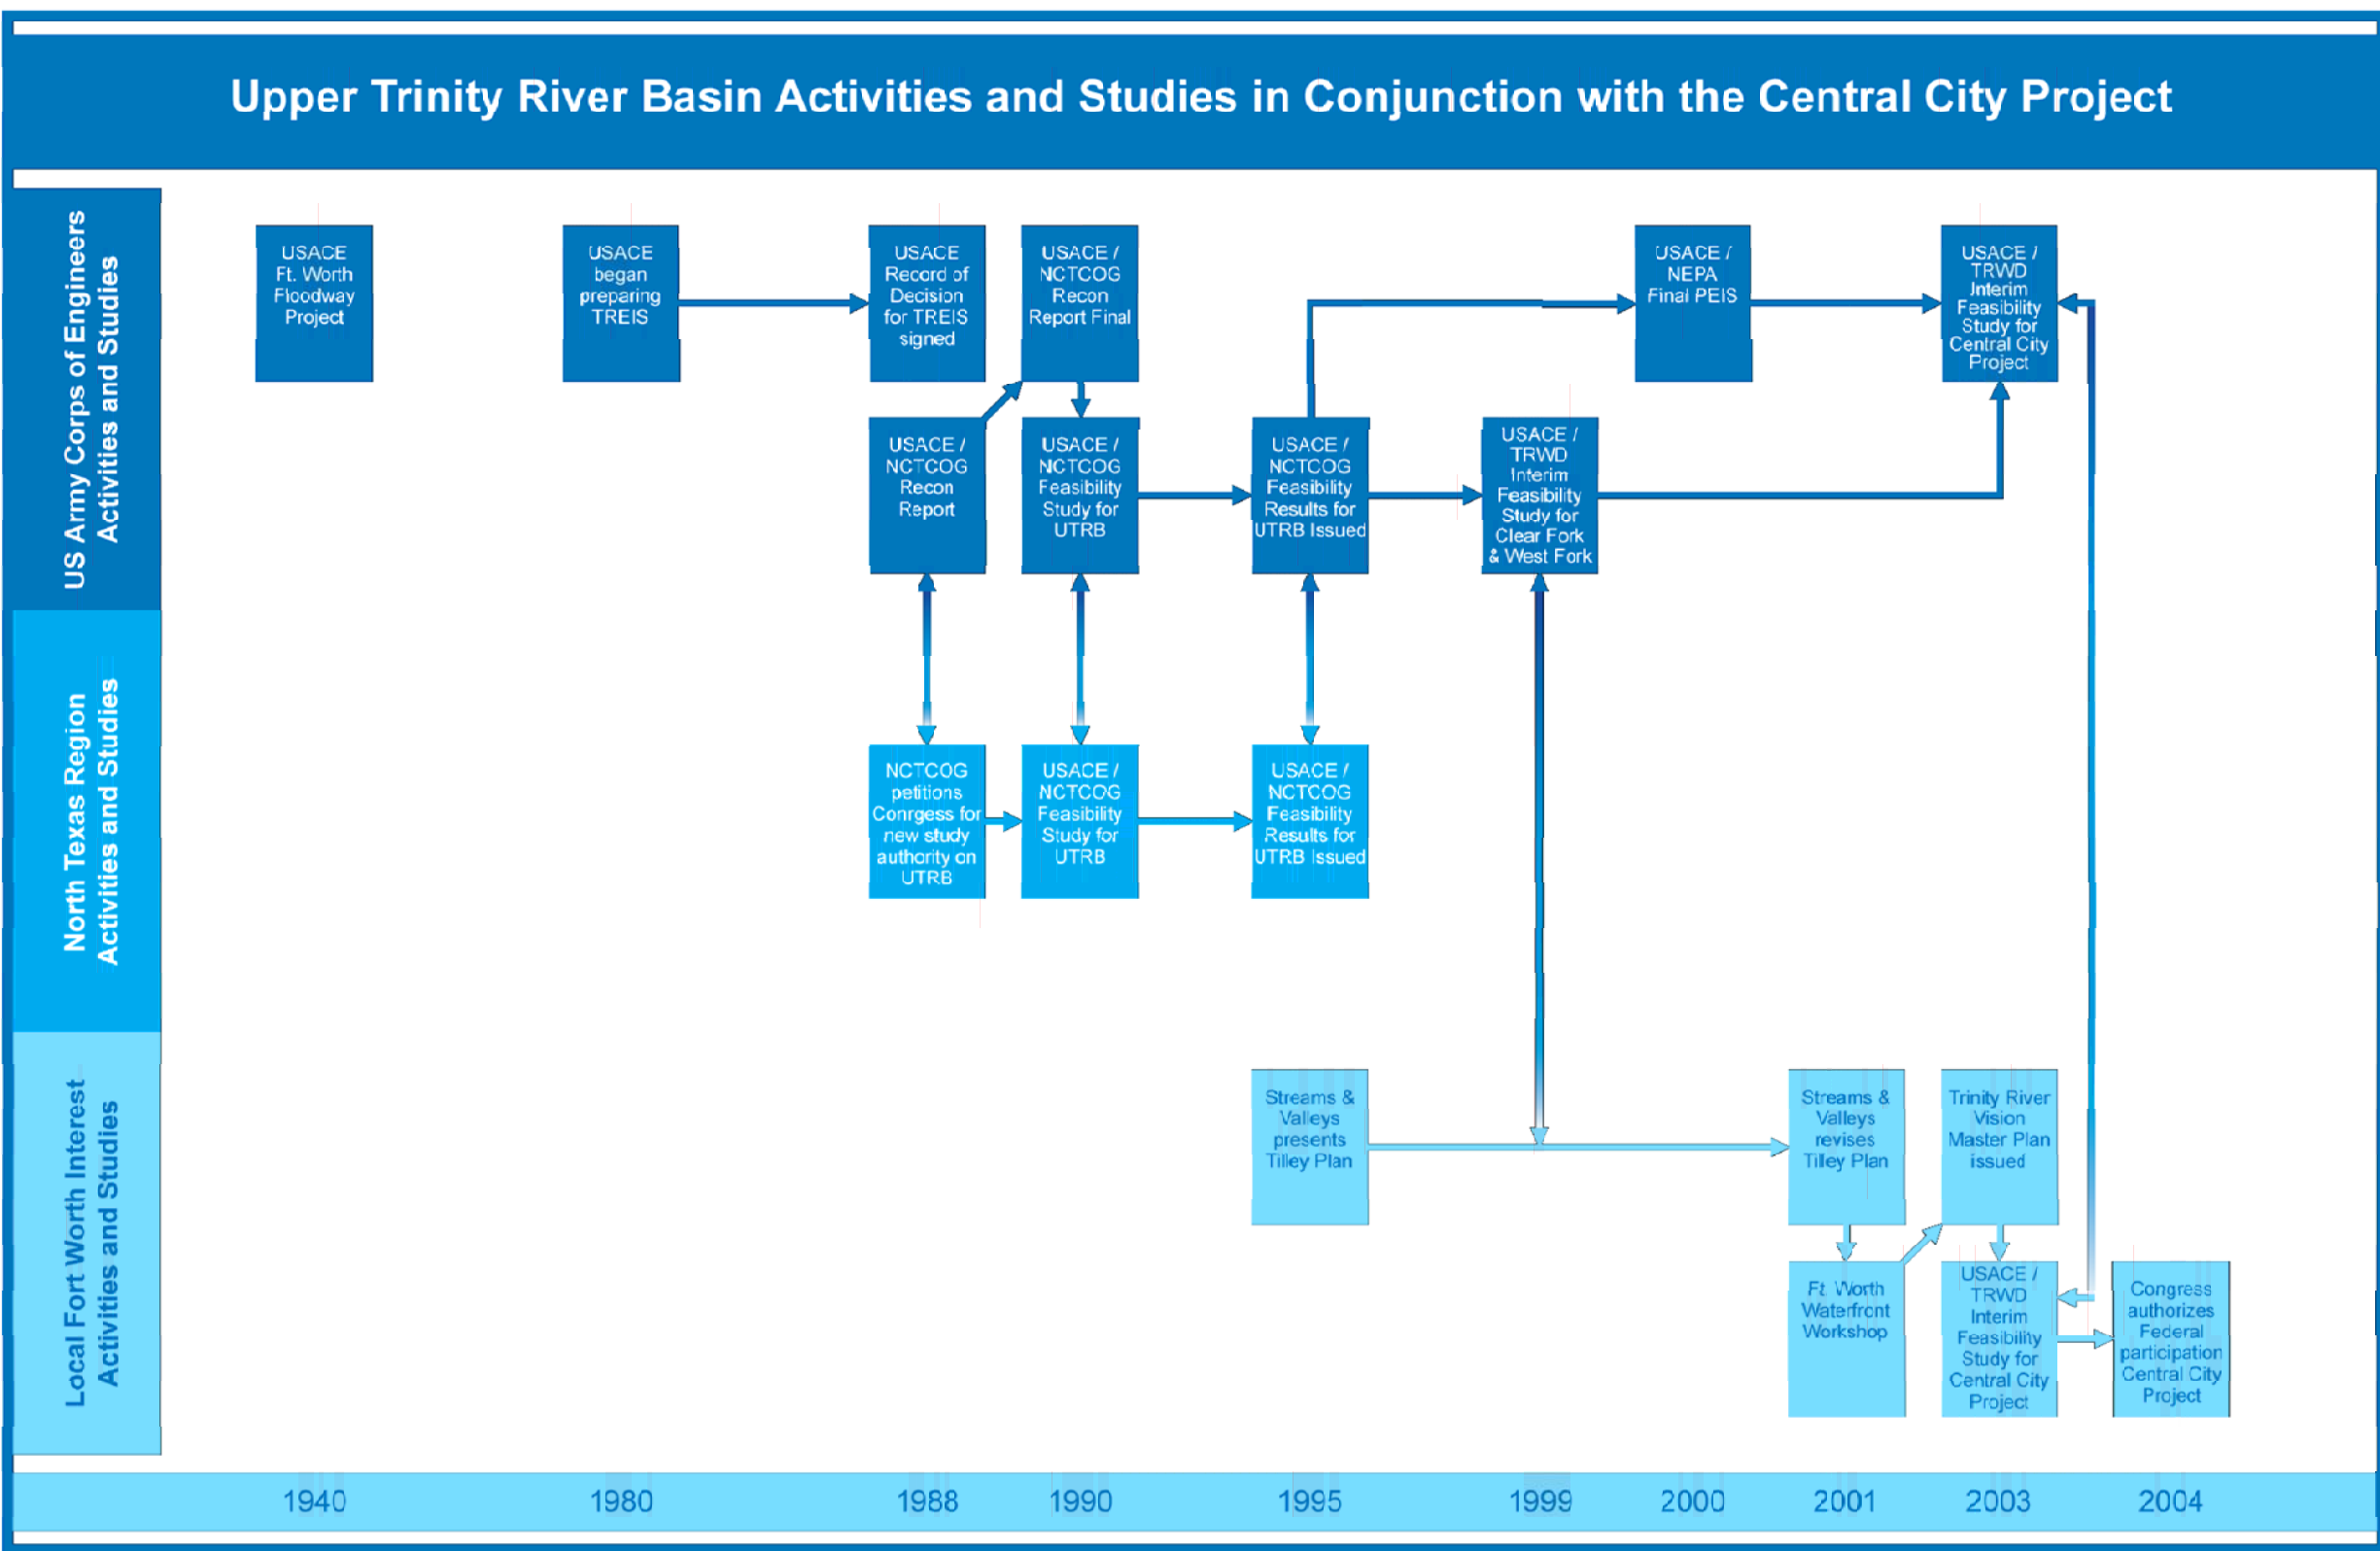 Upper Trinity River Basin Activities and Studies in Conjunction with the Central City Project
US Army Corps of Engineers
Activities and Studies
USACE
Ft. Worth
Floodway
Project
USACE
began
preparing
TREIS
USACE
Record of
Decision
for TREIS
signed
USACE /
NCTCOG
Recon
Report Final
USACE /
NEPA
Final PEIS
USACE /
TRWD
Interim
Feasibility
Study for
Central City
Project
USACE /
NCTCOG
Recon
Report
USACE /
NCTCOG
Feasibility
Study for
UTRB
USACE /
NCTCOG
Feasibility
Results for
UTRB Issued
USACE /
TRWD
Interim
Feasibility
Study for
Clear Fork
& West Fork
North Texas Region
Activities and Studies
NCTCOG
petitions
Conrgess for
new study
authority on
UTRB
USACE /
NCTCOG
Feasibility
Study for
UTRB
USACE /
NCTCOG
Feasibility
Results for
UTRB Issued
Local Fort Worth Interest
Activities and Studies
Streams &
Valleys
presents
Tilley Plan
Streams &
Valleys
revises
Tilley Plan
Trinity River
Vision
Master Plan
issued
Ft. Worth
Waterfront
Workshop
USACE /
TRWD
Interim
Feasibility
Study for
Central City
Project
Congress
authorizes
Federal
participation
Central City
Project
1940
1980
1988
1990
1995
1999
2000
2001
2003
2004